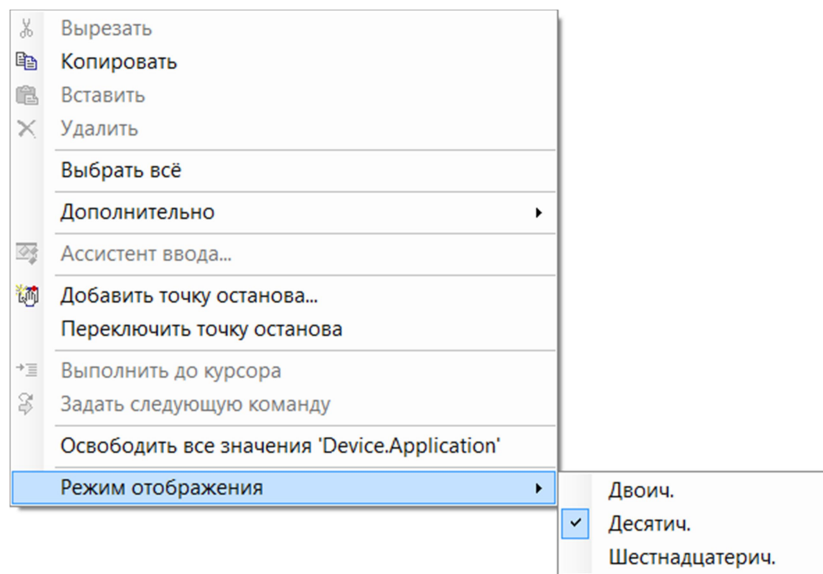 Вырезать
Копировать
Вставить
Удалить
Выбрать всё
Дополнительно
Ассистент ввода...
Добавить точку останова...
Переключить точку останова
Выполнить до курсора
Задать следующую команду
Освободить все значения 'Device.Application'
Режим отображения
Двоич.
Десятич.
Шестнадцатерич.